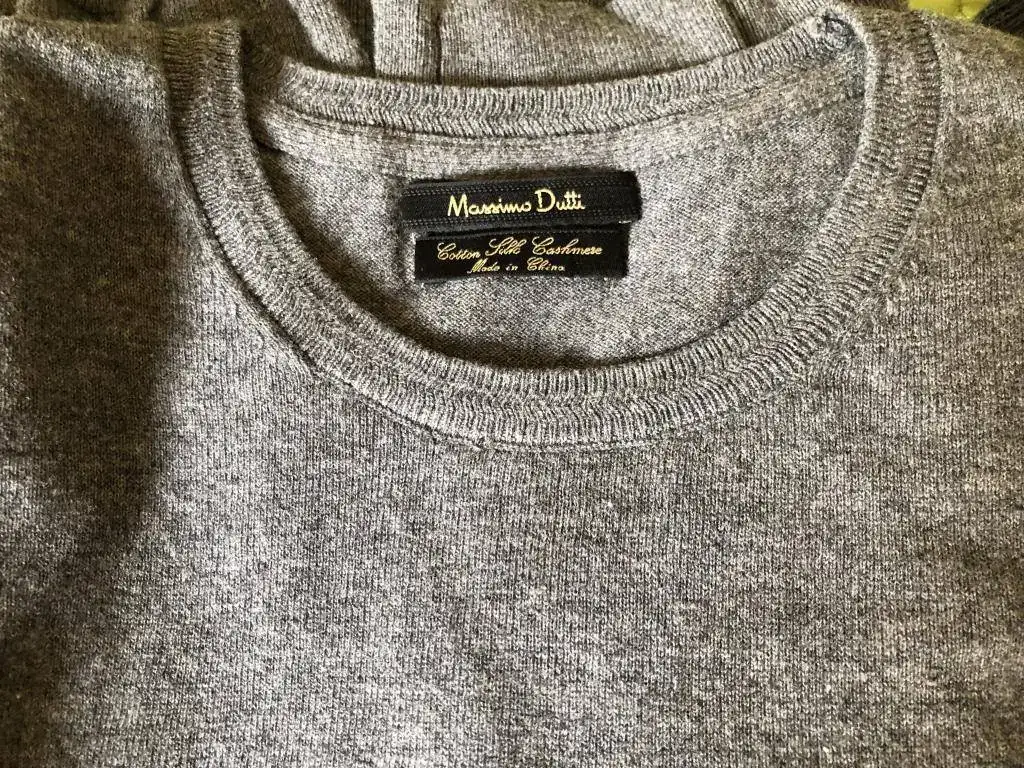 Massimo Dutti
Cotton Silk Cashmere
Made in China